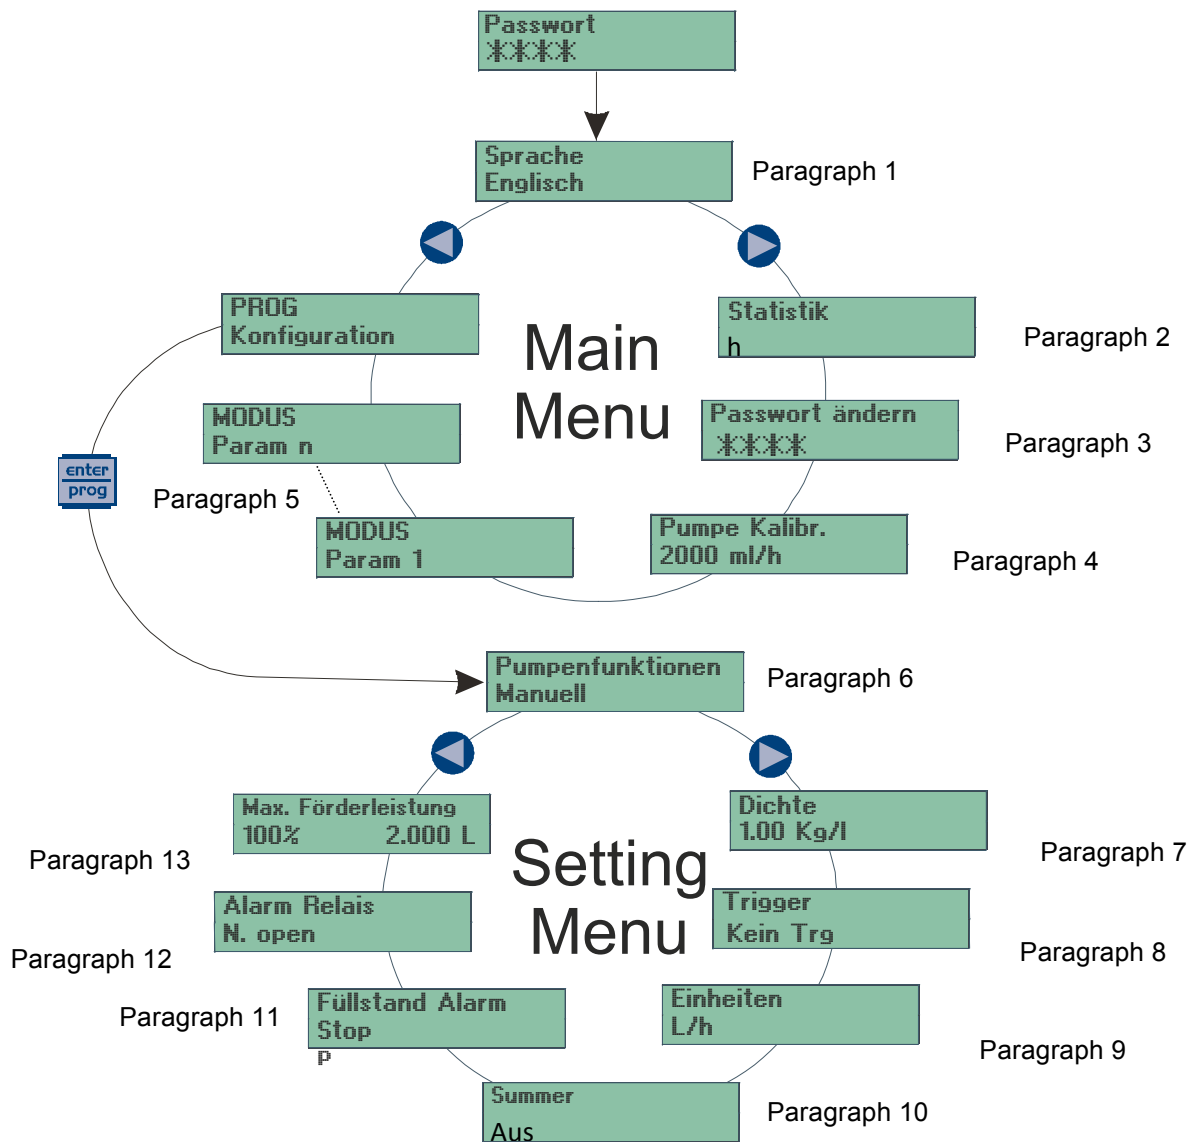 Passwort
****
Sprache
Englisch
Paragraph 1
PROG
Konfiguration
Main
Menu
Statistik
h
Paragraph 2
MODUS
Param n
Passwort ändern
****
Paragraph 3
enter
prog
Paragraph 5
MODUS
Param 1
Pumpe Kalibr.
2000 ml/h
Paragraph 4
Pumpenfunktionen
Manuell
Paragraph 6
Max. Förderleistung
100% 2.000 L
Paragraph 13
Setting
Menu
Dichte
1.00 Kg/l
Paragraph 7
Alarm Relais
N. open
Paragraph 12
Trigger
Kein Trg
Paragraph 8
Füllstand Alarm
Stop
P
Paragraph 11
Einheiten
L/h
Paragraph 9
Summer
Aus
Paragraph 10